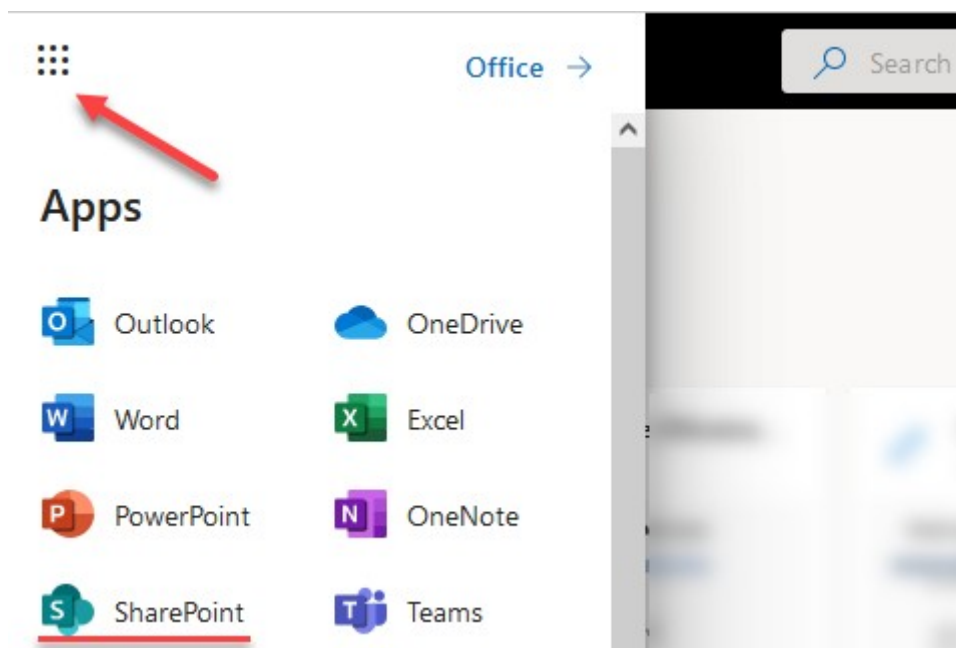 Office →
Search
Apps
Outlook
OneDrive
Word
Excel
PowerPoint
OneNote
SharePoint
Teams